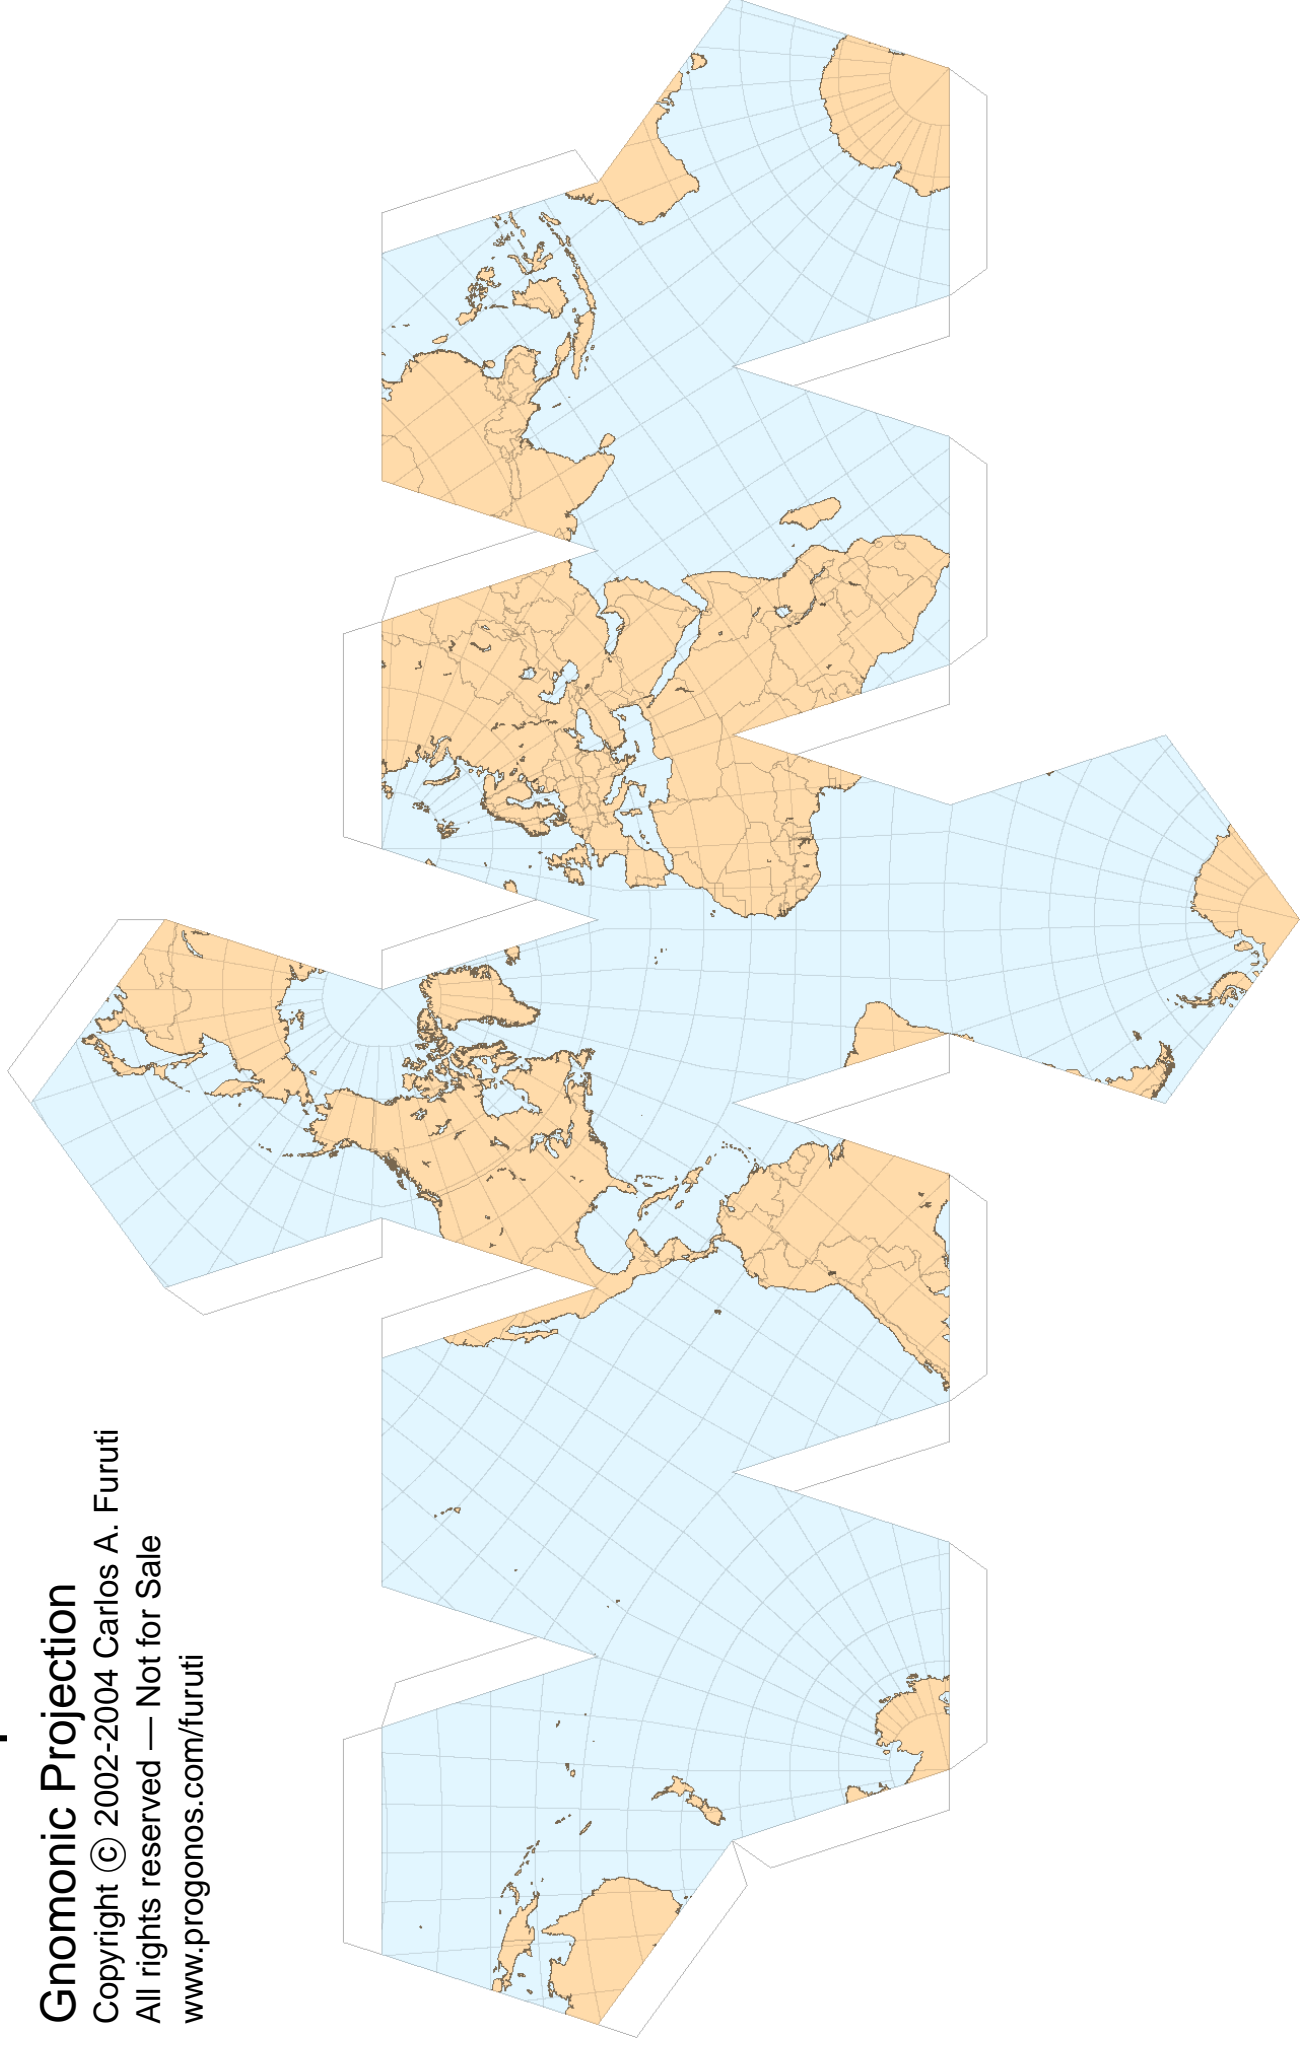 Gnomonic Projection
Copyright ⓒ 2002-2004 Carlos A. Furuti
All rights reserved — Not for Sale
www.progonos.com/furuti